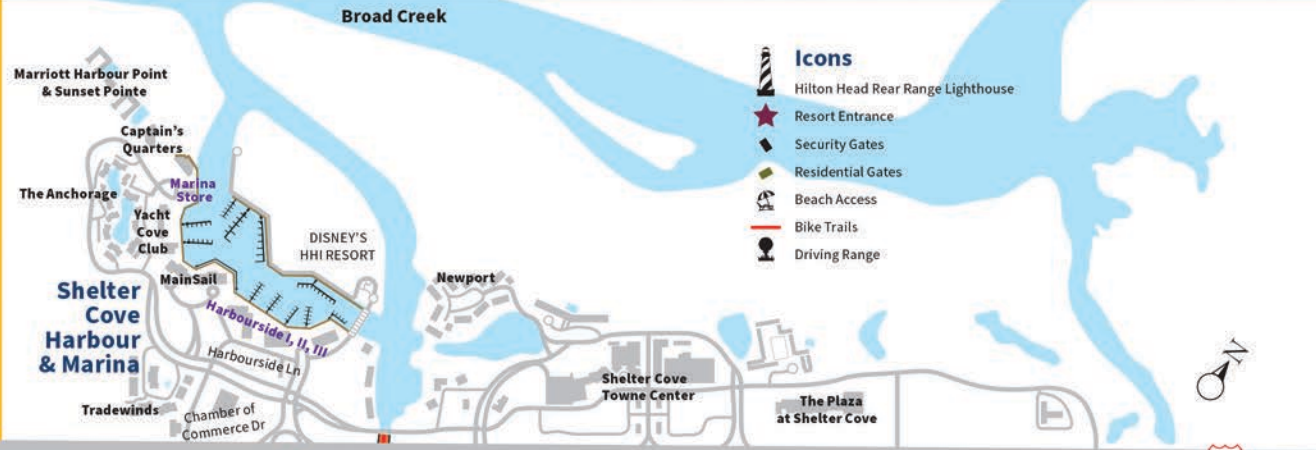 Broad Creek
Icons
Hilton Head Rear Range Lighthouse
Resort Entrance
Security Gates
Residential Gates
Beach Access
Bike Trails
Driving Range
Marriott Harbour Point
& Sunset Pointe
Captain's
Quarters
The Anchorage
Marina
Store
Yacht
Cove
Club
DISNEY'S
HHI RESORT
MainSail
Newport
Shelter
Cove
Harbour
& Marina
Harbourside I, II, III
Harbourside Ln
Tradewinds
Chamber of
Commerce Dr
Shelter Cove
Towne Center
The Plaza
at Shelter Cove
N